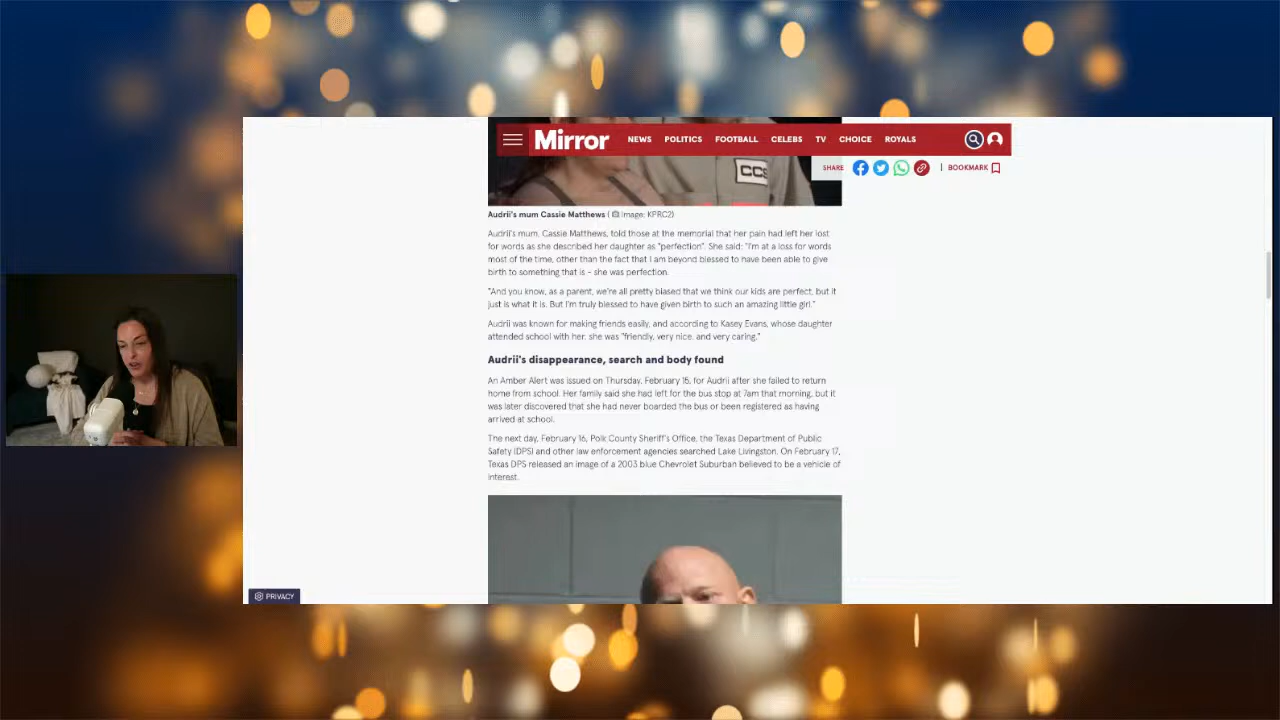 Mirror NEWS POLITICS FOOTBALL CELEBS TV CHOICE ROYALS
CCS
SHARE | BOOKMARK
Audrii's mum Cassie Matthews ( Image: KPRC2)
Audrii's mum, Cassie Matthews, told those at the memorial that her pain had left her lost
for words as she described her daughter as "perfection". She said: "I'm at a loss for words
most of the time, other than the fact that I am beyond blessed to have been able to give
birth to something that is - she was perfection.
"And you know, as a parent, we're all pretty biased that we think our kids are perfect, but it
just is what it is. But I'm truly blessed to have given birth to such an amazing little girl."
Audrii was known for making friends easily, and according to Kasey Evans, whose daughter
attended school with her, she was "friendly, very nice, and very caring."
Audrii's disappearance, search and body found
An Amber Alert was issued on Thursday, February 15, for Audrii after she failed to return
home from school. Her family said she had left for the bus stop at 7am that morning, but it
was later discovered that she had never boarded the bus or been registered as having
arrived at school.
The next day, February 16, Polk County Sheriff's Office, the Texas Department of Public
Safety (DPS) and other law enforcement agencies searched Lake Livingston. On February 17,
Texas DPS released an image of a 2003 blue Chevrolet Suburban believed to be a vehicle of
interest.
PRIVACY